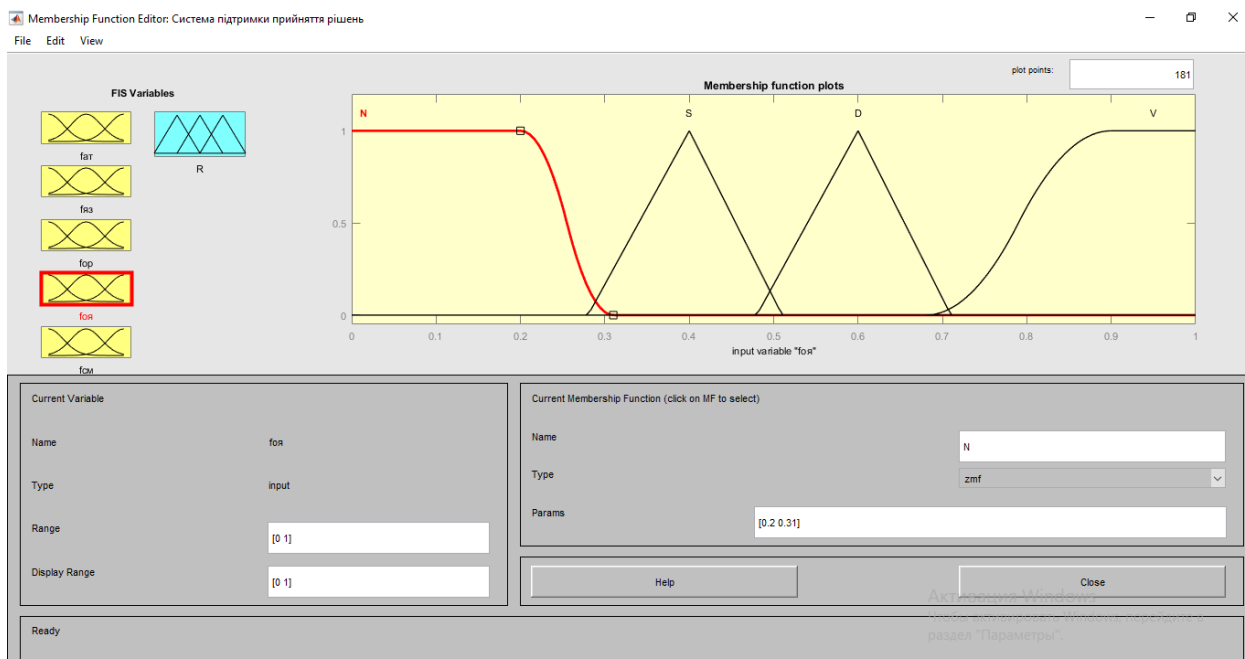 Membership Function Editor: Система підтримки прийняття рішень
File Edit View
plot points: 181
FIS Variables
Membership function plots
fат
R
fяз
fор
fоя
fсм
N S D V
1
0.5
0
0 0.1 0.2 0.3 0.4 0.5 0.6 0.7 0.8 0.9 1
input variable "fоя"
Current Variable
Name fоя
Type input
Range [0 1]
Display Range [0 1]
Current Membership Function (click on MF to select)
Name N
Type zmf
Params [0.2 0.31]
Help Close
Ready
Активация Windows
Чтобы активировать Windows, перейдите в
раздел "Параметры".